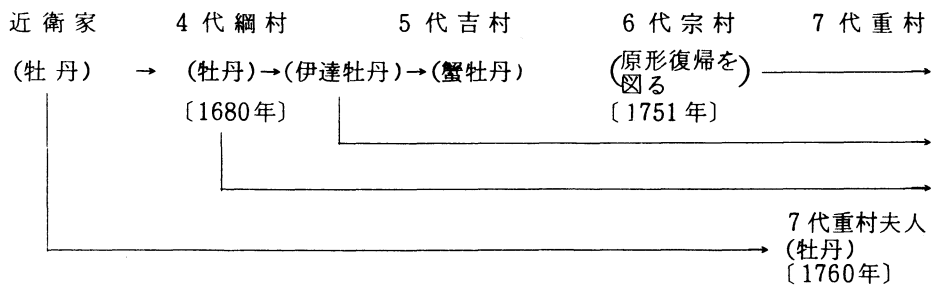 近衛家 4代綱村 5代吉村 6代宗村 7代重村
(牡丹) → (牡丹)→(伊達牡丹)→(蟹牡丹) (原形復帰を図る)
〔1680年〕 〔1751年〕
7代重村夫人
(牡丹)
〔1760年〕